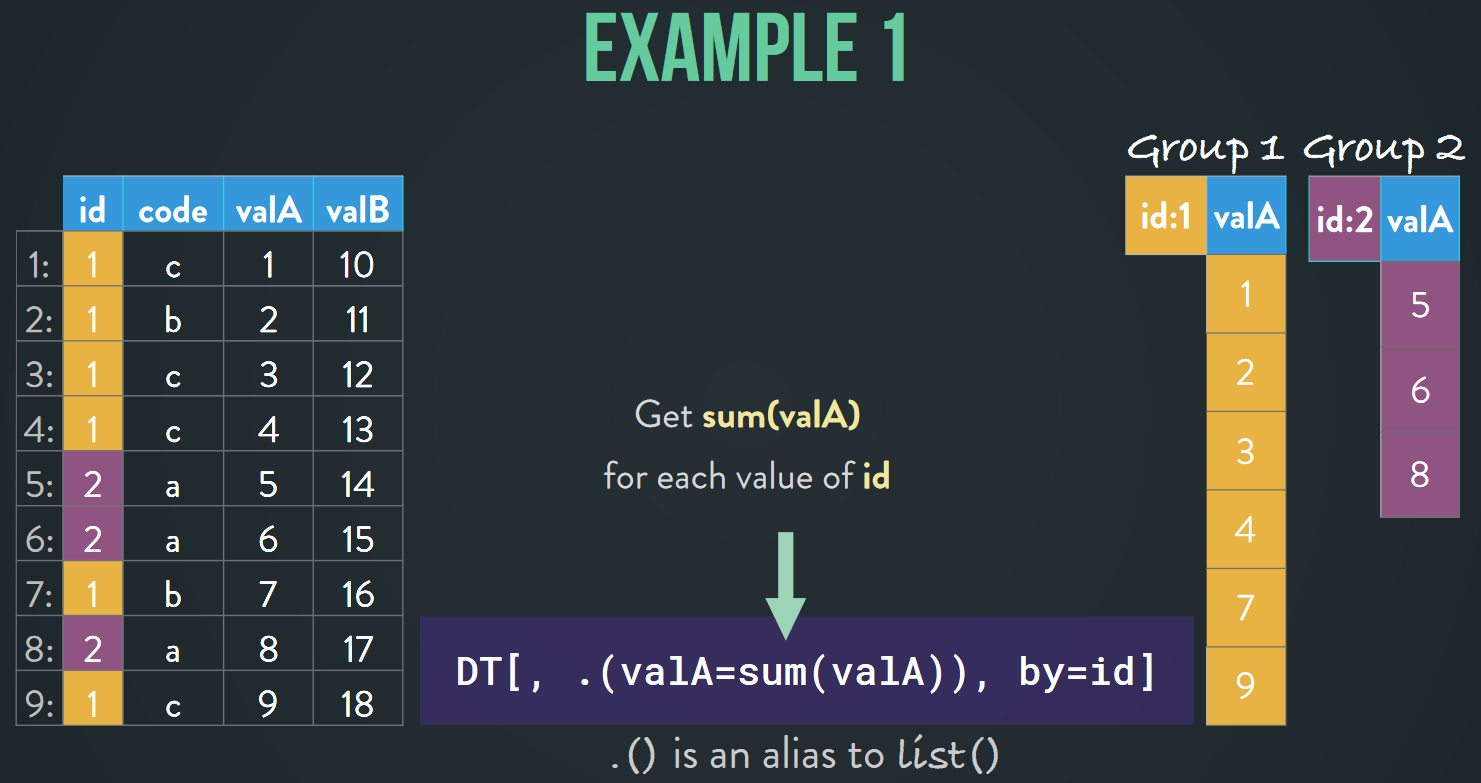 EXAMPLE 1
id code valA valB
1: 1 c 1 10
2: 1 b 2 11
3: 1 c 3 12
4: 1 c 4 13
5: 2 a 5 14
6: 2 a 6 15
7: 1 b 7 16
8: 2 a 8 17
9: 1 c 9 18
Get sum(valA)
for each value of id
DT[, .(valA=sum(valA)), by=id]
.() is an alias to list()
Group 1
id:1 valA
1
2
3
4
7
9
Group 2
id:2 valA
5
6
8